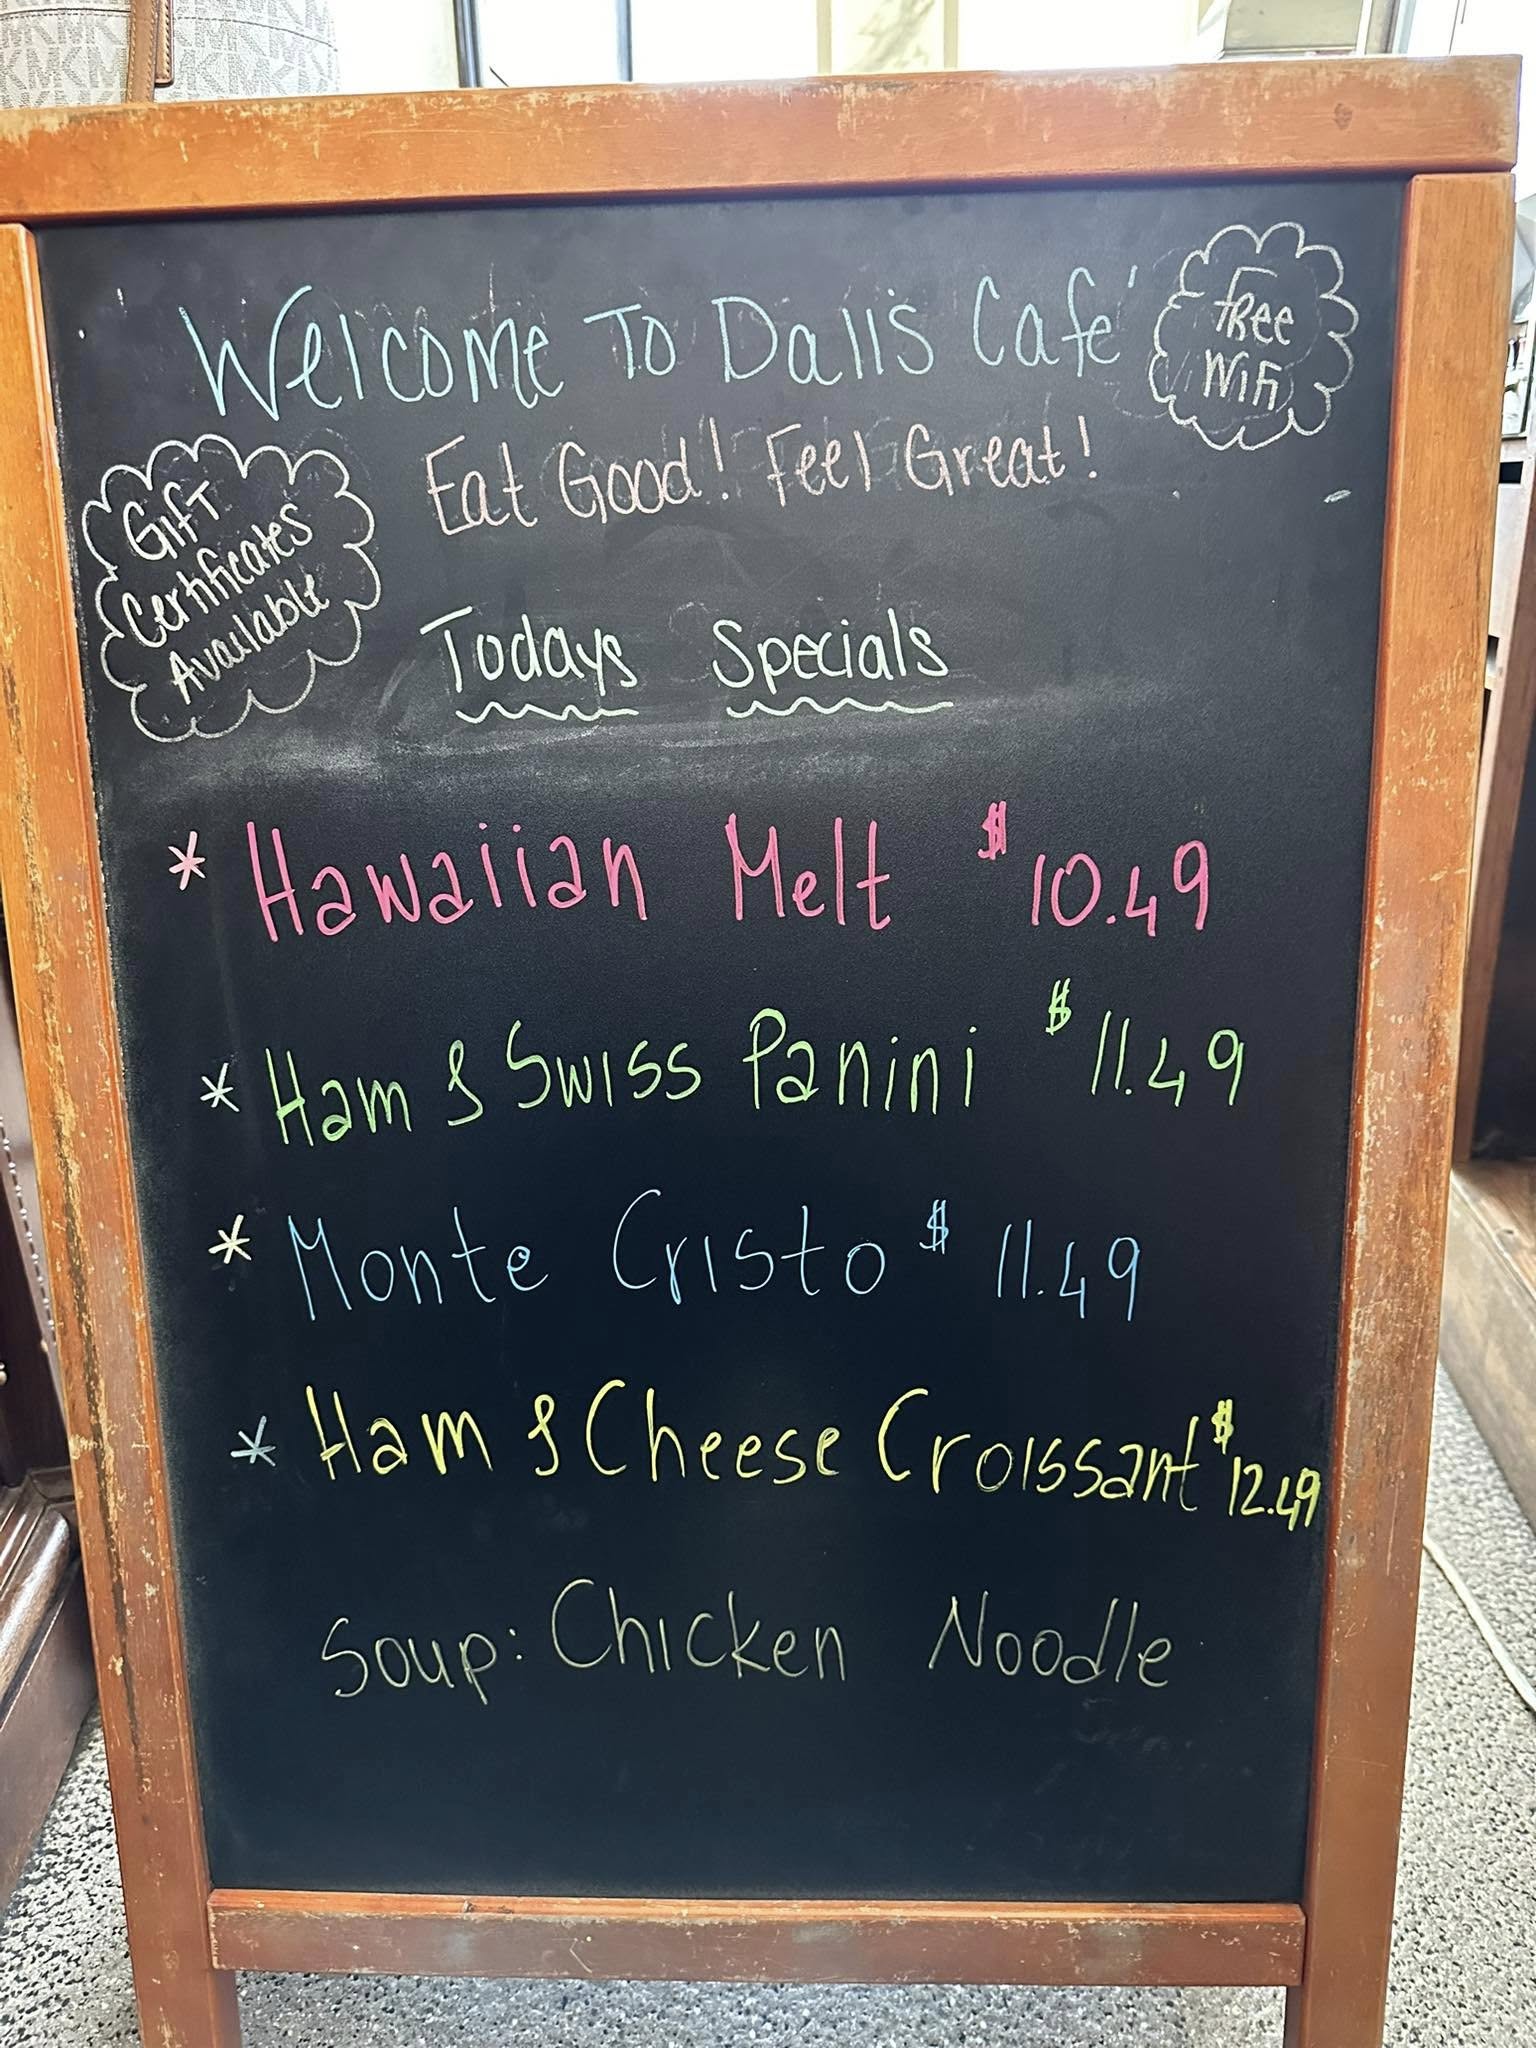 Welcome To Dalis Cafe'
Free
Wifi
Eat Good! Feel Great!
Gift
Certificates
Available
Todays Specials
* Hawaiian Melt $10.49
* Ham & Swiss Panini $11.49
* Monte Cristo $11.49
* Ham & Cheese Croissant $12.49
Soup: Chicken Noodle